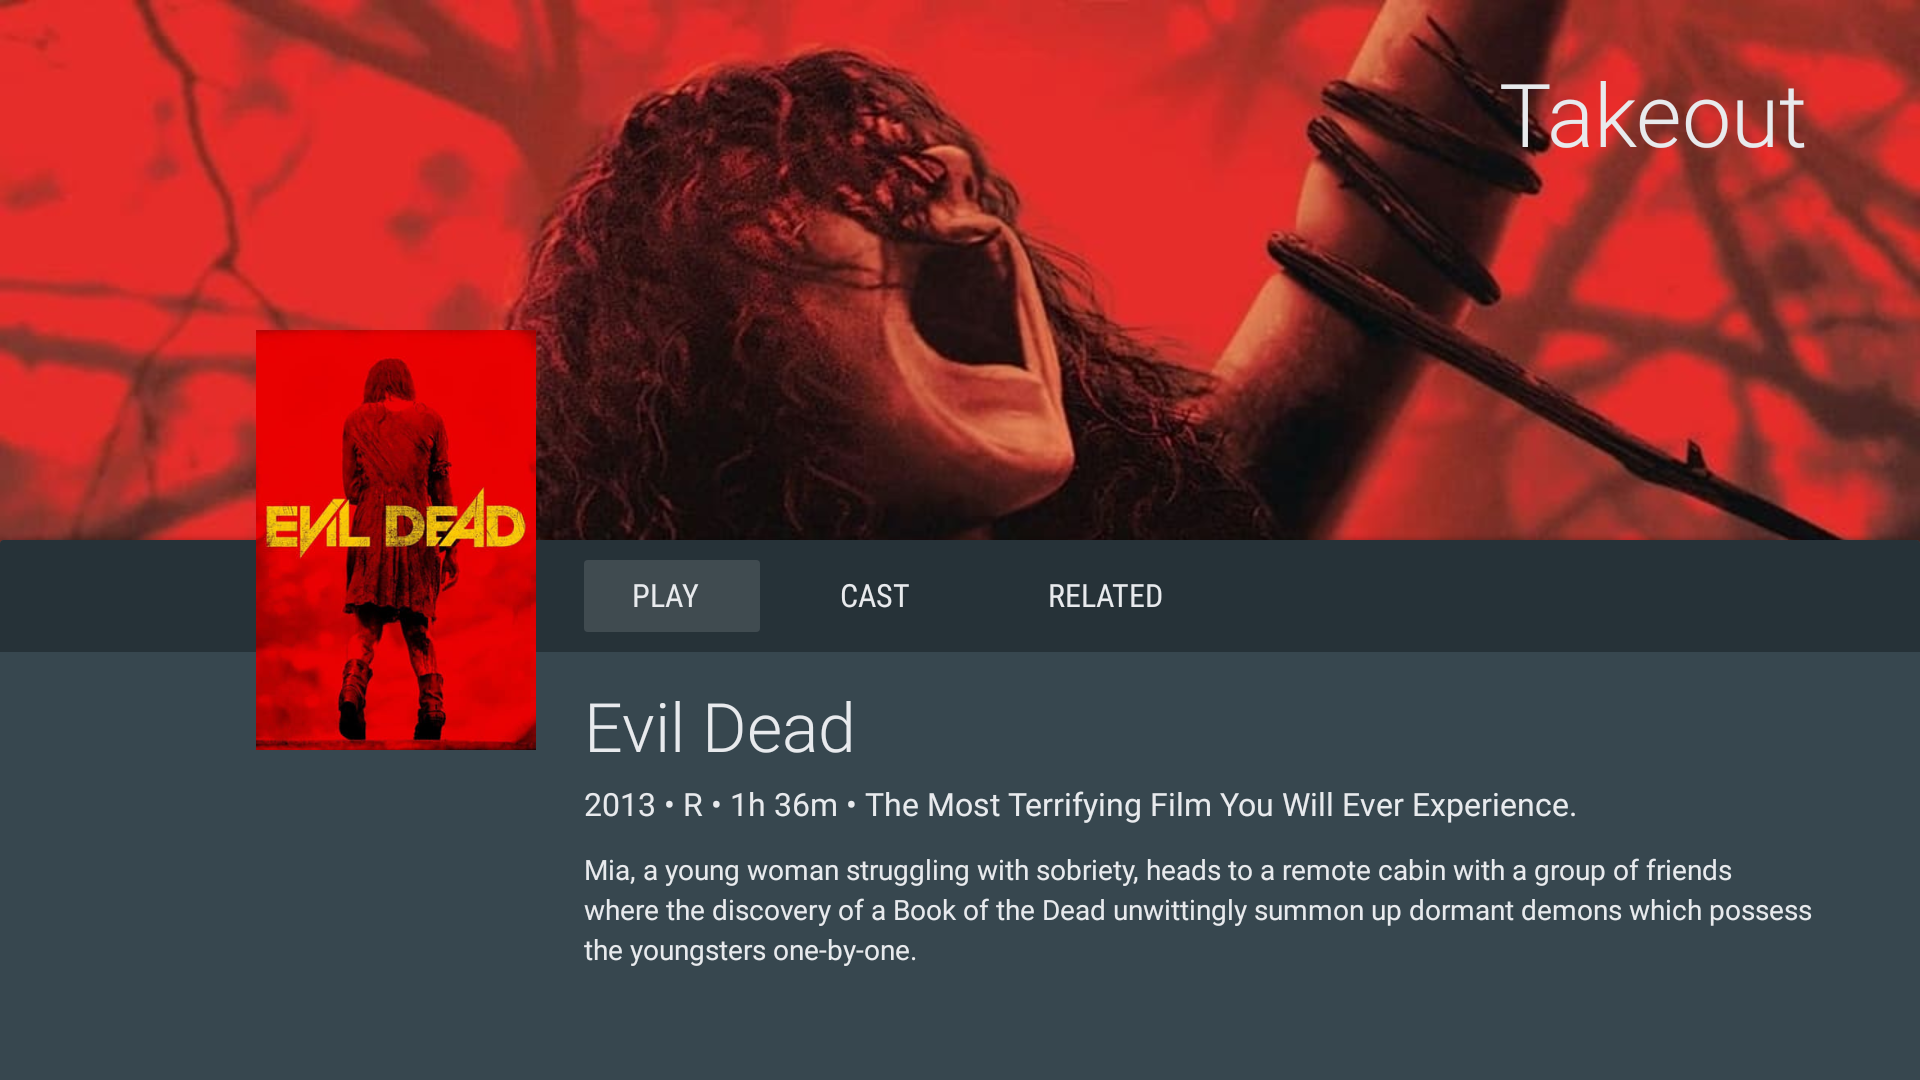 Takeout
EVIL DEAD
PLAY CAST RELATED
Evil Dead
2013 • R • 1h 36m • The Most Terrifying Film You Will Ever Experience.
Mia, a young woman struggling with sobriety, heads to a remote cabin with a group of friends
where the discovery of a Book of the Dead unwittingly summon up dormant demons which possess
the youngsters one-by-one.